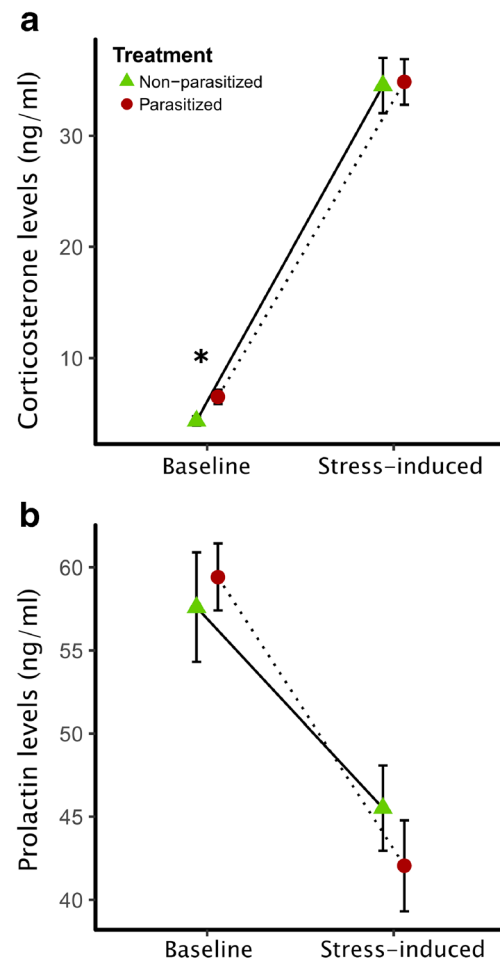 a
Treatment
Non-parasitized
Parasitized
Corticosterone levels (ng/ml)
30
20
10
*
Baseline Stress-induced
b
Prolactin levels (ng/ml)
60
55
50
45
40
Baseline Stress-induced